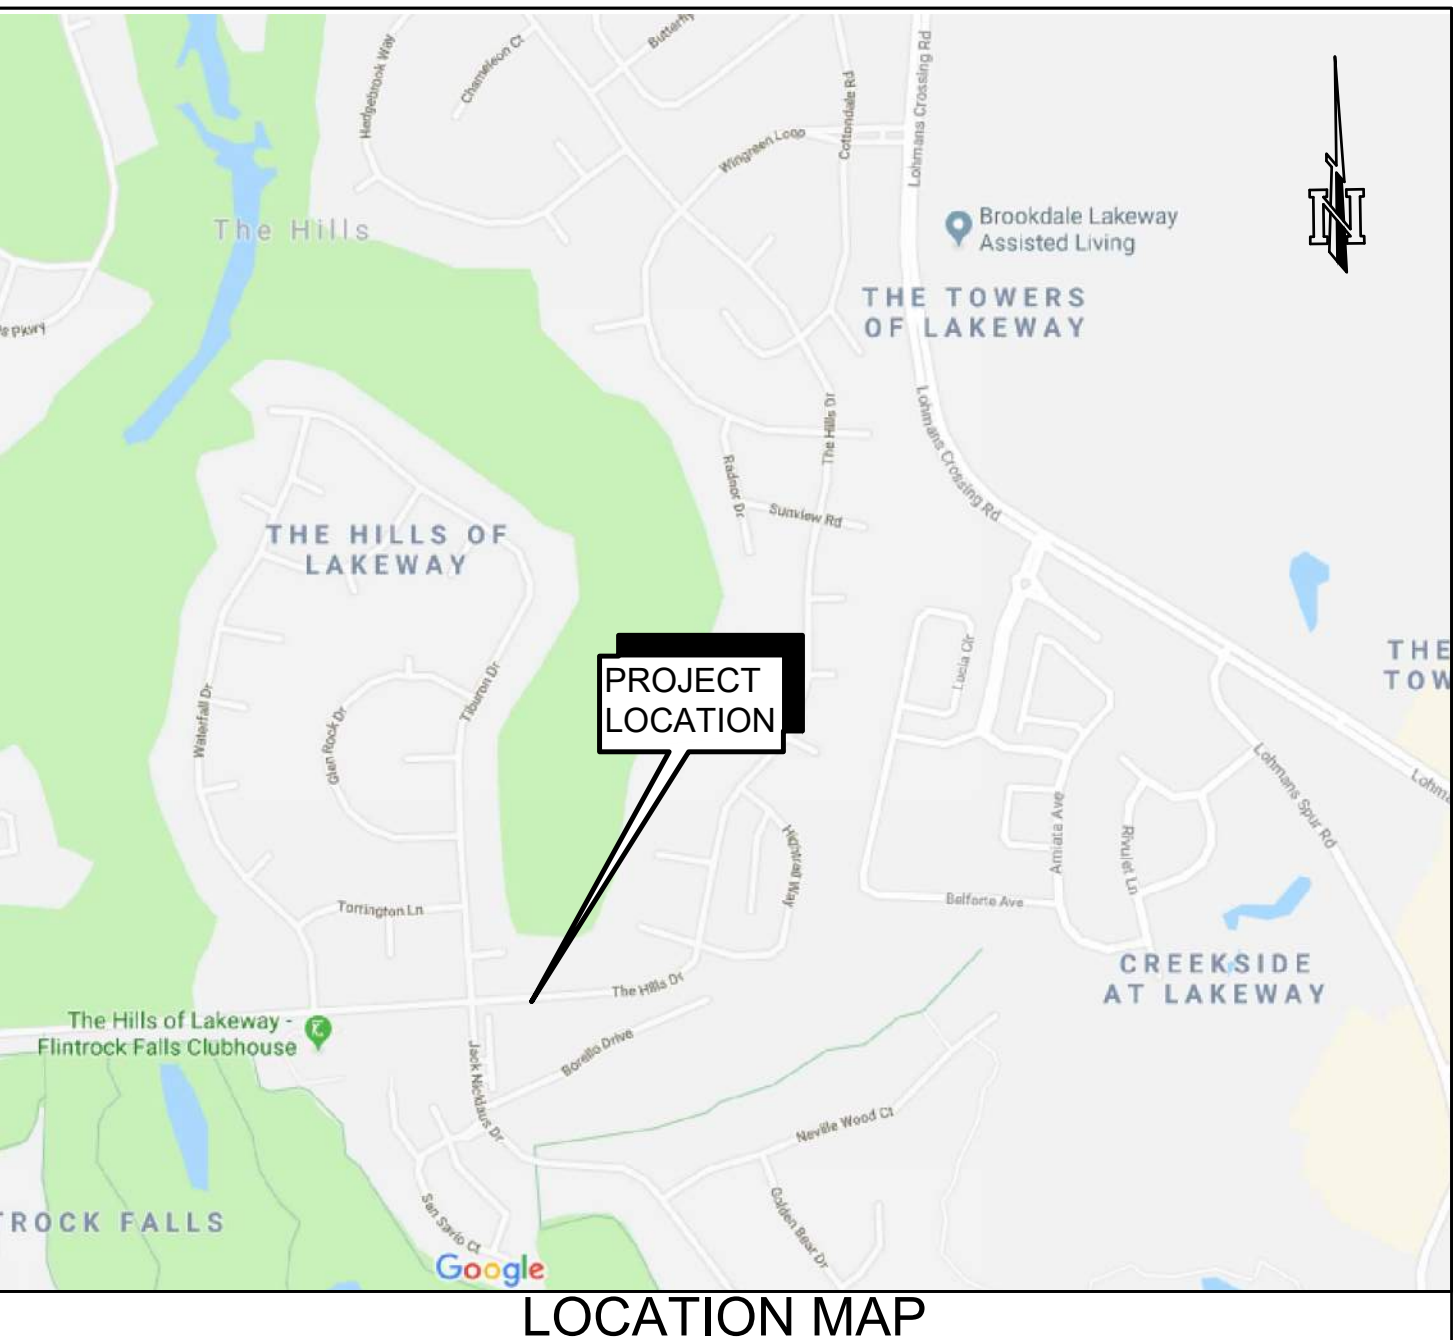 Hedgebrook Way
Chameleon Ct
Butterfly
Cottondale Rd
Lohmans Crossing Rd
Wingreen Loop
N
Brookdale Lakeway
Assisted Living
The Hills
THE TOWERS
OF LAKEWAY
Pkwy
The Hills Dr
Lohmans Crossing Rd
Radnor Dr
Sunview Rd
THE HILLS OF
LAKEWAY
Lucia Cir
THE
TOW
PROJECT
LOCATION
Tiburon Dr
Waterfall Dr
Glen Rock Dr
Lohmans Spur Rd
Lohm
Hightrail Way
Amiata Ave
Rivulet Ln
Torrington Ln
Belforte Ave
CREEKSIDE
AT LAKEWAY
The Hills Dr
The Hills of Lakeway -
Flintrock Falls Clubhouse
Borello Drive
Jack Nicklaus Dr
Neville Wood Ct
TROCK FALLS
San Savio Ct
Golden Bear Dr
Google
LOCATION MAP